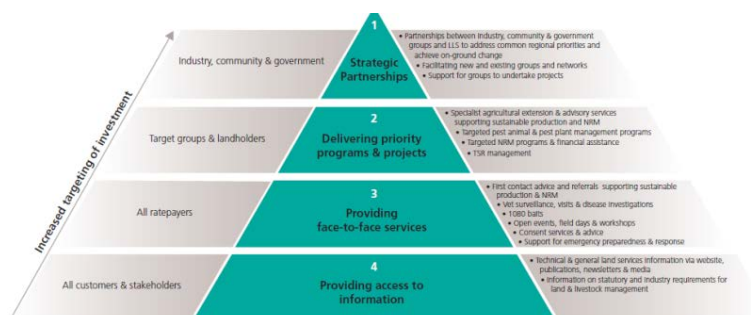 Increased targeting of investment
Industry, community & government
1
Strategic
Partnerships
• Partnerships between industry, community & government
groups and LLS to address common regional priorities and
achieve on-ground change
• Facilitating new and existing groups and networks
• Support for groups to undertake projects
Target groups & landholders
2
Delivering priority
programs & projects
• Specialist agricultural extension & advisory services
supporting sustainable production and NRM
• Targeted pest animal & pest plant management programs
• Targeted NRM programs & financial assistance
• TSR management
All ratepayers
3
Providing
face-to-face services
• First contact advice and referrals supporting sustainable
production & NRM
• Vet surveillance, visits & disease investigations
• 1080 baits
• Open events, field days & workshops
• Consent services & advice
• Support for emergency preparedness & response
All customers & stakeholders
4
Providing access to
information
• Technical & general land services information via website,
publications, newsletters & media
• Information on statutory and industry requirements for
land & livestock management